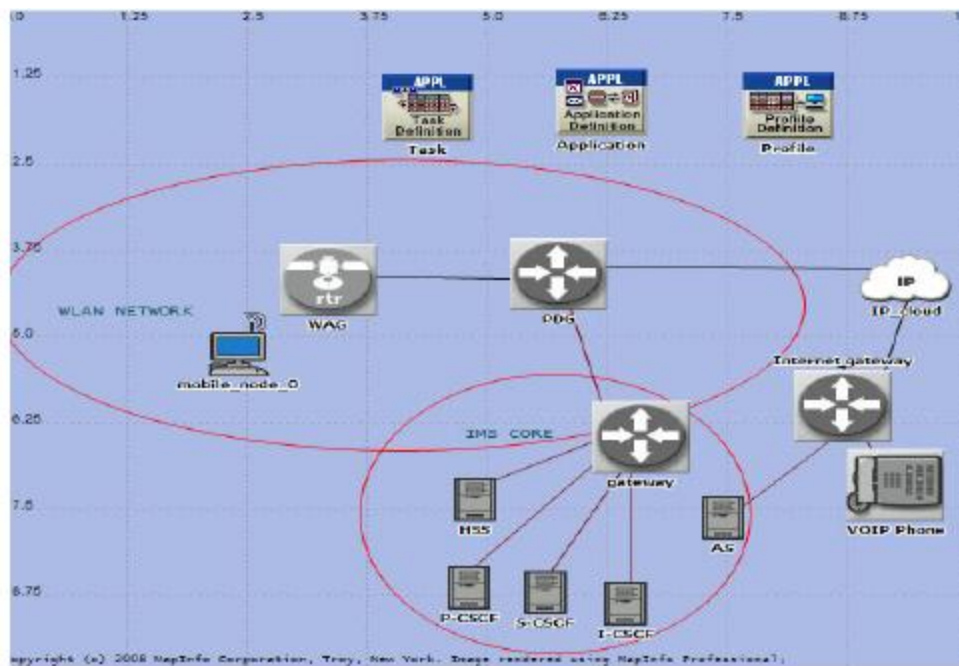 0 1.25 2.5 3.75 5.0 6.25 7.5 8.75
1.25
APPL APPL APPL
Task Definition
Application Definition
Profile Definition
Task Application Profile
2.5
3.75
IP
rtr
WLAN NETWORK
WAG
PDG
IP_cloud
5.0
Internet gateway
mobile_node_0
6.25
IMS CORE
gateway
7.5
HSS
AS
VOIP Phone
8.75
P-CSCF
S-CSCF
I-CSCF
opyright (c) 2008 MapInfo Corporation, Troy, New York. Image rendered using MapInfo Professional;